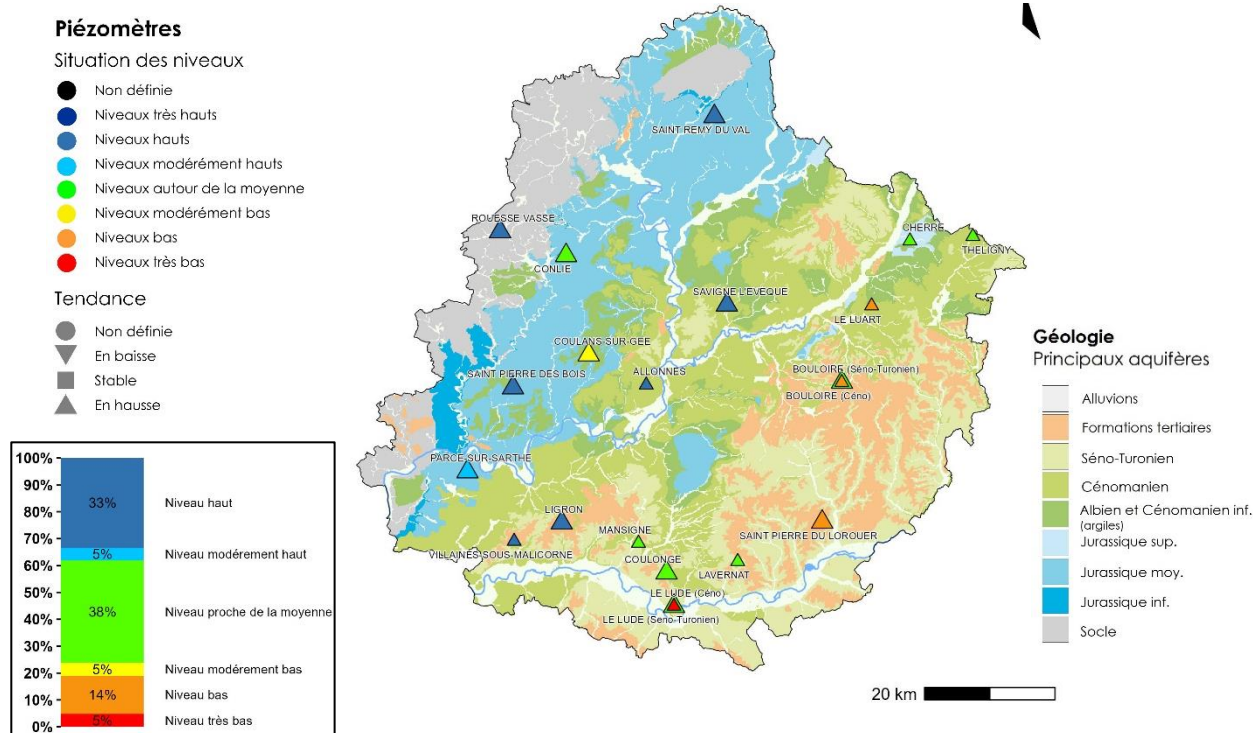 Piézomètres
Situation des niveaux
Non définie
Niveaux très hauts
Niveaux hauts
Niveaux modérément hauts
Niveaux autour de la moyenne
Niveaux modérément bas
Niveaux bas
Niveaux très bas
Tendance
Non définie
En baisse
Stable
En hausse
100%
90%
80%
70%
60%
50%
40%
30%
20%
10%
0%
33%
5%
38%
5%
14%
5%
Niveau haut
Niveau modérément haut
Niveau proche de la moyenne
Niveau modérément bas
Niveau bas
Niveau très bas
SAINT REMY DU VAL
ROUESSE VASSE
CONLIE
CHERRE
THELIGNY
SAVIGNE L'EVEQUE
LE LUART
COULANS-SUR-GEE
SAINT PIERRE DES BOIS
ALLONNES
BOULOIRE (Séno-Turonien)
BOULOIRE (Céno)
PARCE-SUR-SARTHE
LIGRON
MANSIGNE
SAINT PIERRE DU LOROUER
VILLAINES-SOUS-MALICORNE
COULONGE
LAVERNAT
LE LUDE (Céno)
LE LUDE (Séno-Turonien)
Géologie
Principaux aquifères
Alluvions
Formations tertiaires
Séno-Turonien
Cénomanien
Albien et Cénomanien inf.
(argiles)
Jurassique sup.
Jurassique moy.
Jurassique inf.
Socle
20 km